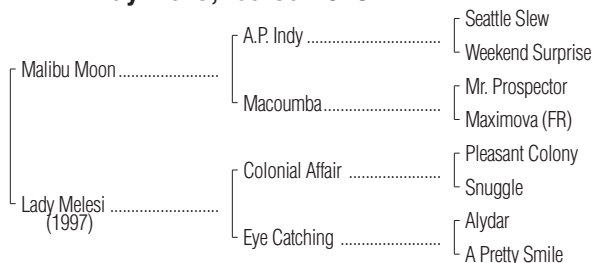 Seattle Slew
A.P. Indy
Weekend Surprise
Malibu Moon
Mr. Prospector
Macoumba
Maximova (FR)
Pleasant Colony
Colonial Affair
Snuggle
Lady Melesi
(1997)
Alydar
Eye Catching
A Pretty Smile